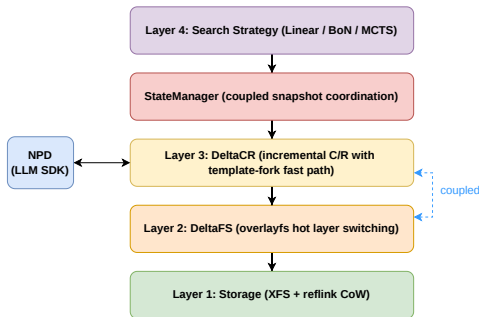 Layer 4: Search Strategy (Linear / BoN / MCTS)
StateManager (coupled snapshot coordination)
NPD
(LLM SDK)
Layer 3: DeltaCR (incremental C/R with
template-fork fast path)
coupled
Layer 2: DeltaFS (overlayfs hot layer switching)
Layer 1: Storage (XFS + reflink CoW)